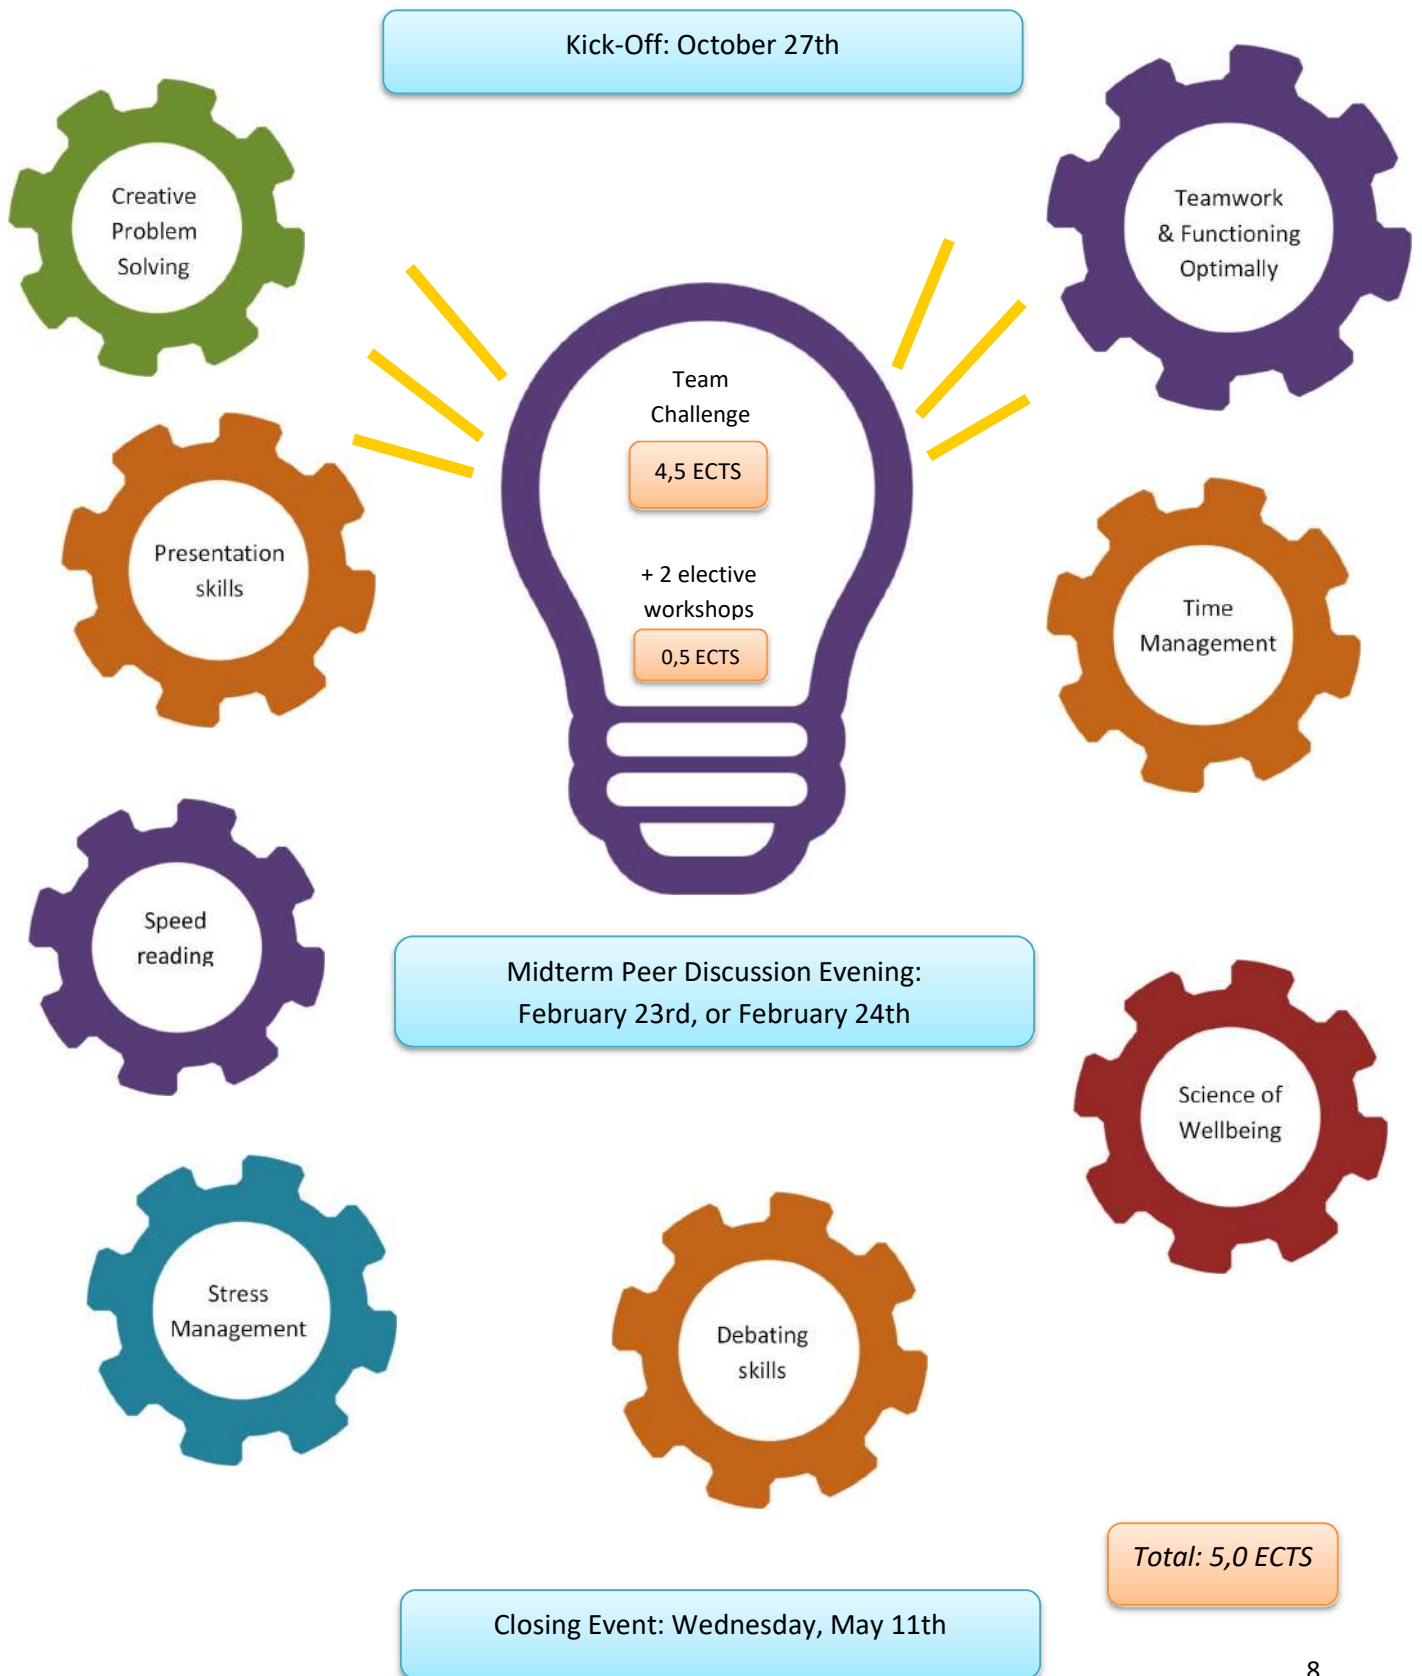 Kick-Off: October 27th
Creative
Problem
Solving
Teamwork
& Functioning
Optimally
Team
Challenge
4,5 ECTS
+ 2 elective
workshops
0,5 ECTS
Presentation
skills
Time
Management
Speed
reading
Midterm Peer Discussion Evening:
February 23rd, or February 24th
Science of
Wellbeing
Stress
Management
Debating
skills
Total: 5,0 ECTS
Closing Event: Wednesday, May 11th
8